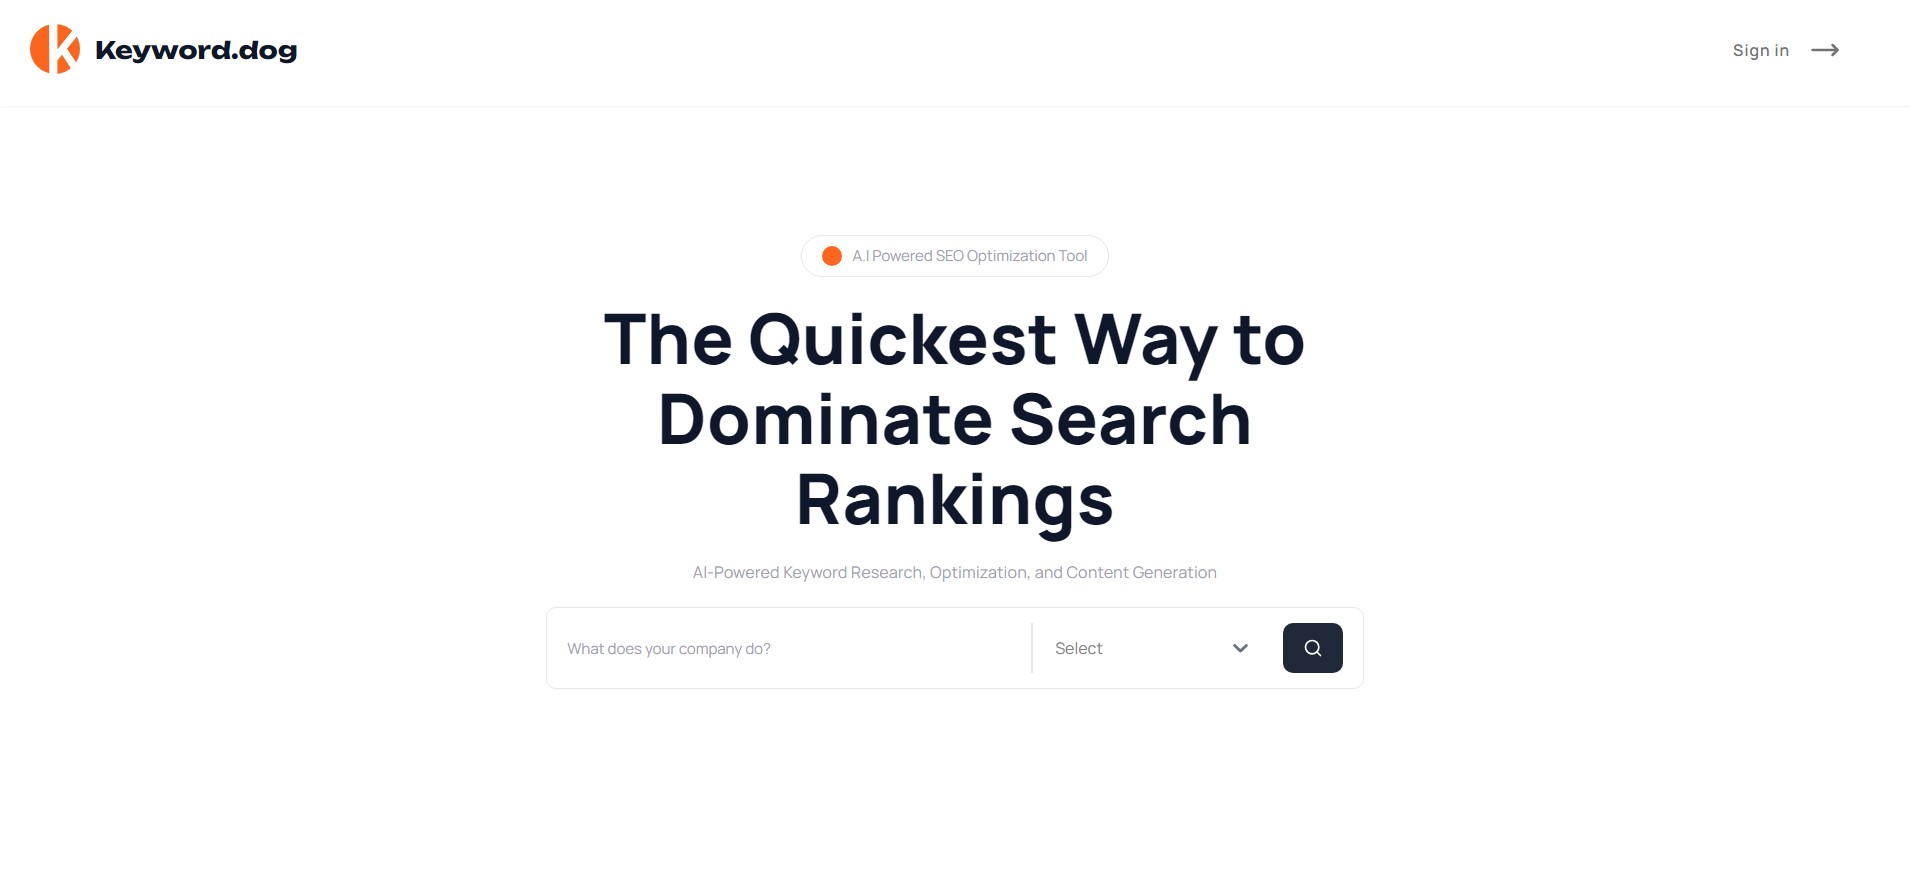 Keyword.dog
Sign in
A.I Powered SEO Optimization Tool
The Quickest Way to
Dominate Search
Rankings
AI-Powered Keyword Research, Optimization, and Content Generation
What does your company do?
Select